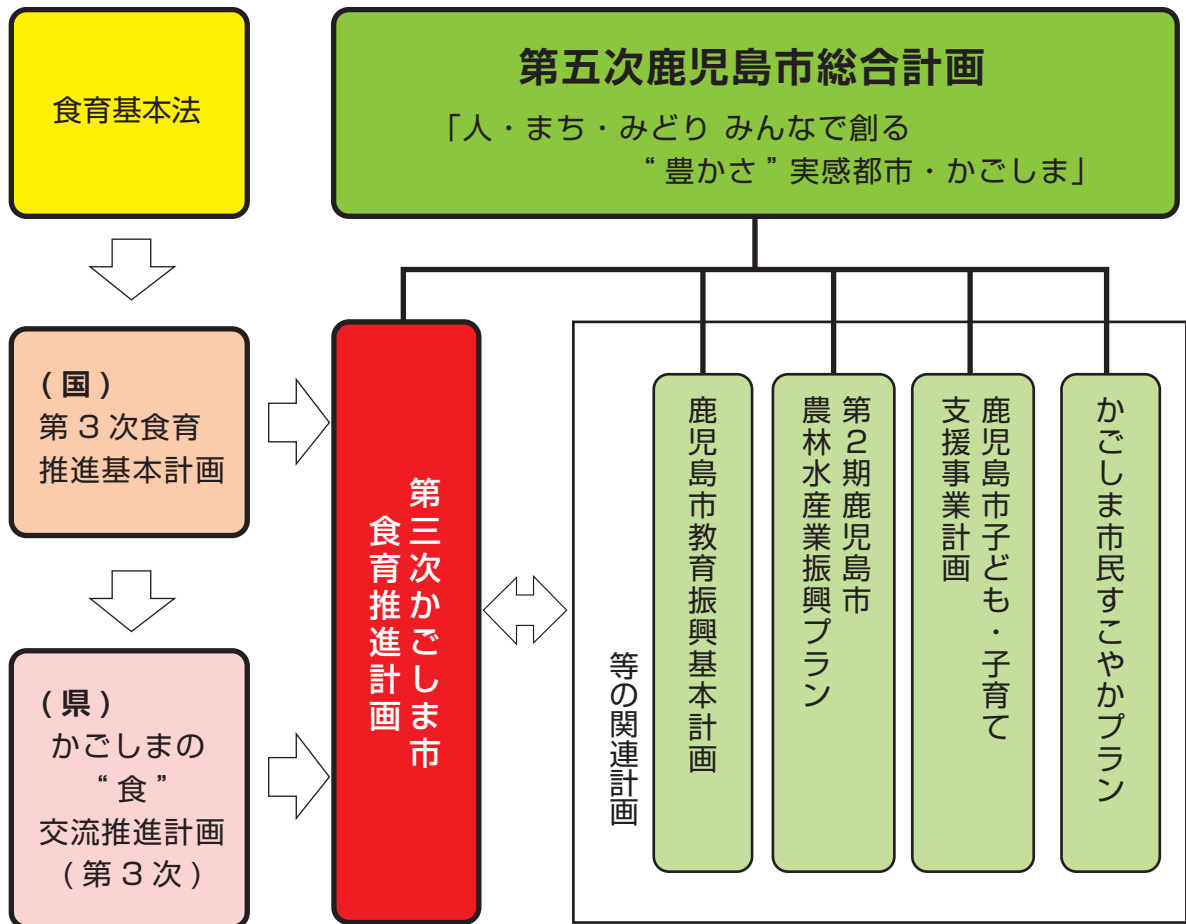 食育基本法
第五次鹿児島市総合計画
「人・まち・みどり みんなで創る
“豊かさ”実感都市・かごしま」
(国)
第3次食育
推進基本計画
(県)
かごしまの
“食”
交流推進計画
(第3次)
第三次かごしま市
食育推進計画
かごしま市民すこやかプラン
鹿児島市子ども・子育て
支援事業計画
第2期鹿児島市
農林水産業振興プラン
鹿児島市教育振興基本計画
等の関連計画